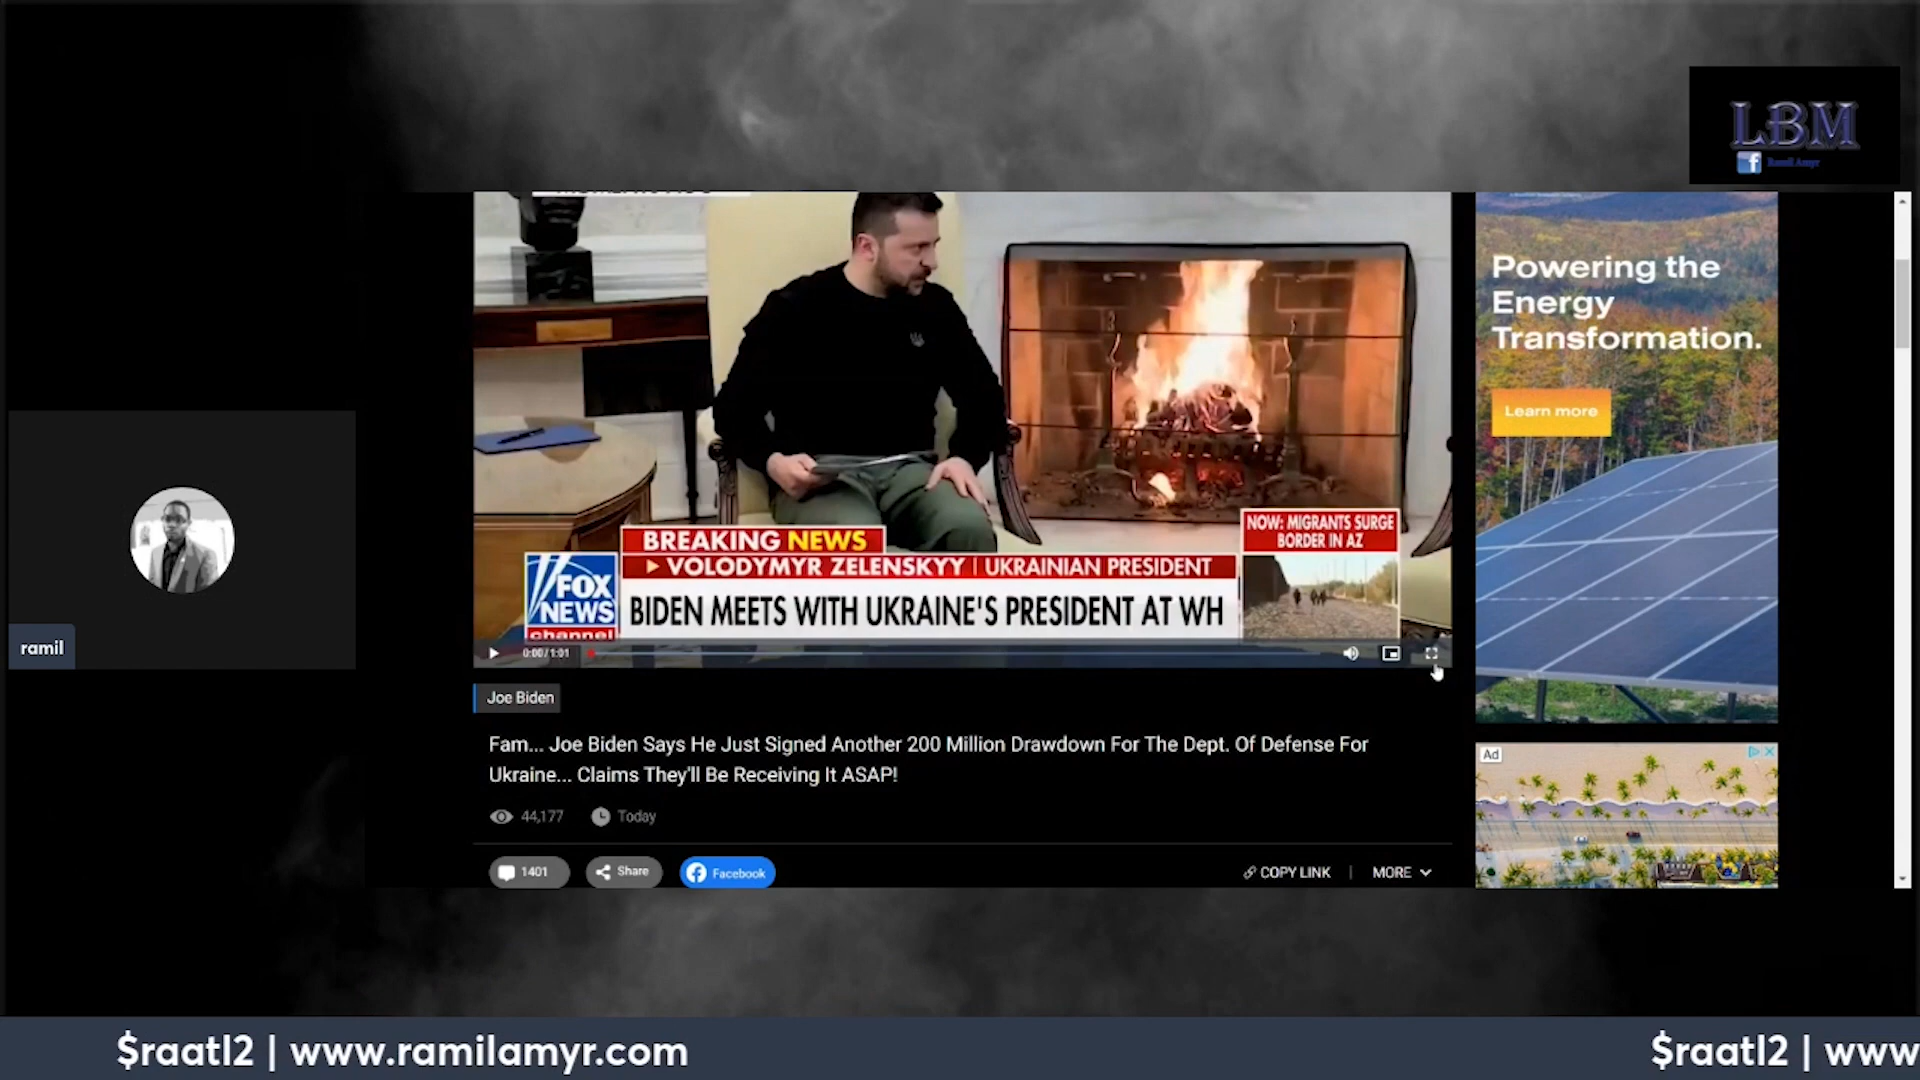 LBM
Ramil Amyr
Powering the
Energy
Transformation.
Learn more
BREAKING NEWS
VOLODYMYR ZELENSKYY | UKRAINIAN PRESIDENT
FOX
NEWS
channel
BIDEN MEETS WITH UKRAINE'S PRESIDENT AT WH
NOW: MIGRANTS SURGE
BORDER IN AZ
0:00 / 1:01
ramil
Joe Biden
Fam... Joe Biden Says He Just Signed Another 200 Million Drawdown For The Dept. Of Defense For
Ukraine... Claims They'll Be Receiving It ASAP!
44,177 Today
Ad
1401 Share Facebook COPY LINK | MORE
$raatl2 | www.ramilamyr.com
$raatl2 | www